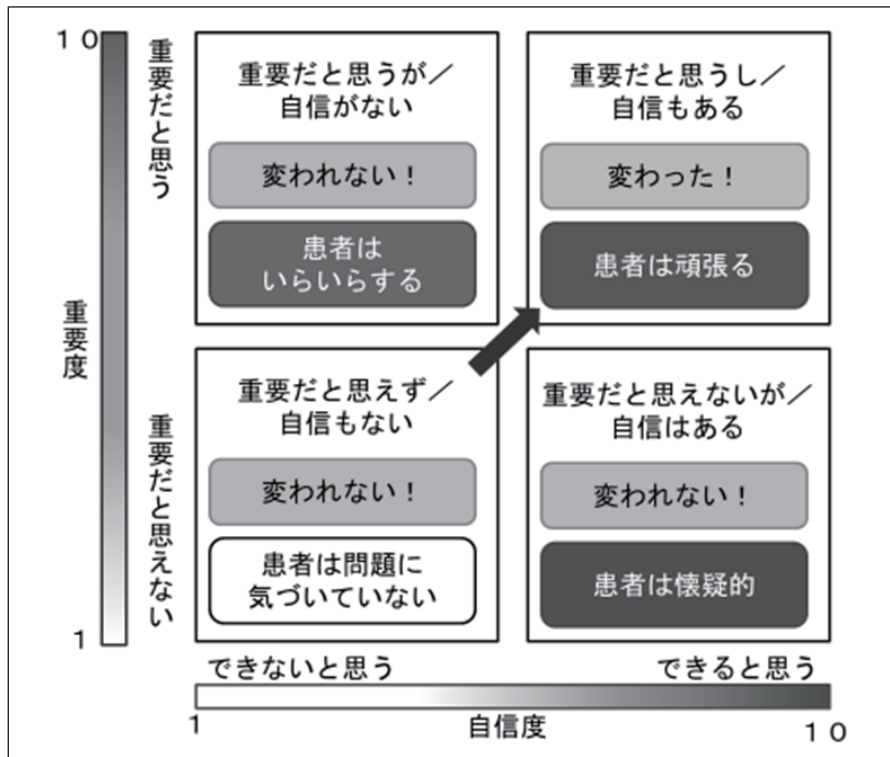 10
重要だと思う
重要度
重要だと思えない
1
重要だと思うが／
自信がない
変われない！
患者は
いらいらする
重要だと思うし／
自信もある
変わった！
患者は頑張る
重要だと思えず／
自信もない
変われない！
患者は問題に
気づいていない
重要だと思えないが／
自信はある
変われない！
患者は懐疑的
できないと思う
できると思う
1
自信度
10